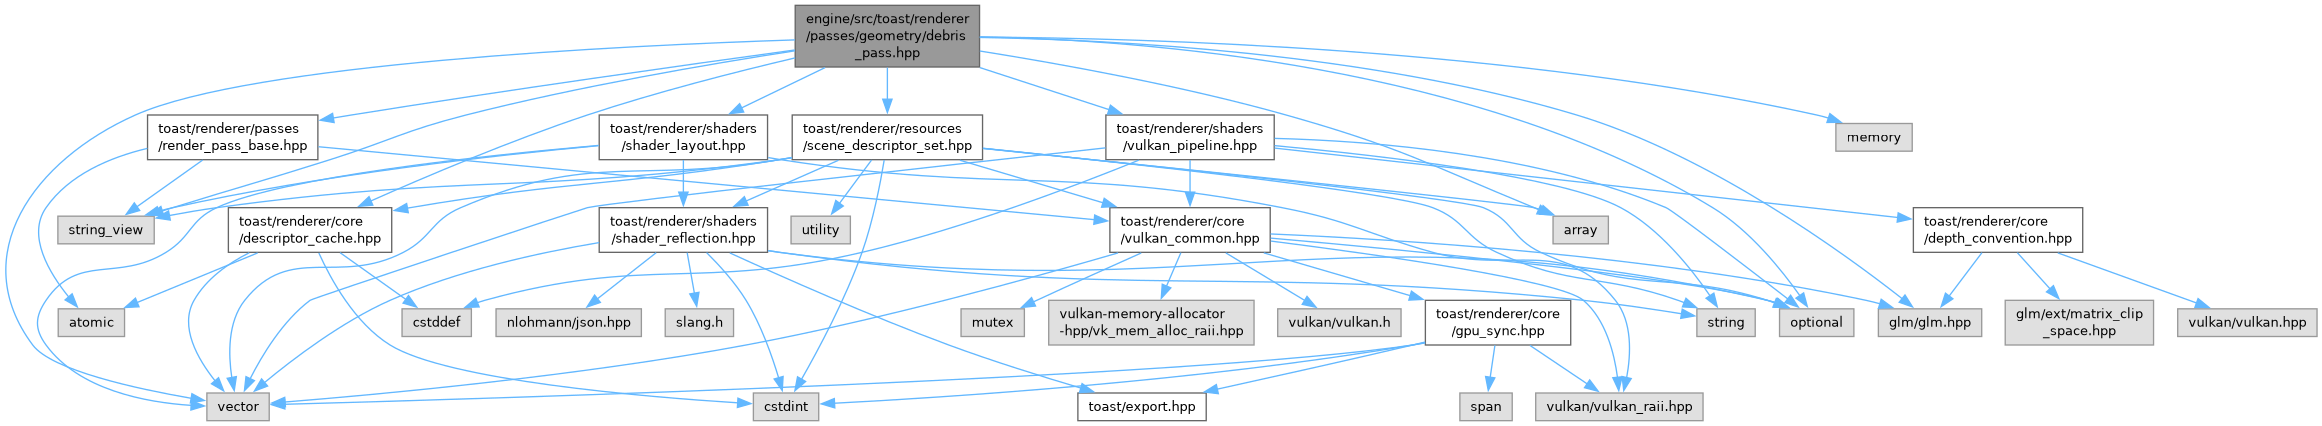 engine/src/toast/renderer
/passes/geometry/debris
_pass.hpp
toast/renderer/passes
/render_pass_base.hpp
toast/renderer/shaders
/shader_layout.hpp
toast/renderer/resources
/scene_descriptor_set.hpp
toast/renderer/shaders
/vulkan_pipeline.hpp
memory
string_view
toast/renderer/core
/descriptor_cache.hpp
toast/renderer/shaders
/shader_reflection.hpp
utility
toast/renderer/core
/vulkan_common.hpp
array
toast/renderer/core
/depth_convention.hpp
atomic
cstddef
nlohmann/json.hpp
slang.h
mutex
vulkan-memory-allocator
-hpp/vk_mem_alloc_raii.hpp
vulkan/vulkan.h
toast/renderer/core
/gpu_sync.hpp
string
optional
glm/glm.hpp
glm/ext/matrix_clip
_space.hpp
vulkan/vulkan.hpp
vector
cstdint
toast/export.hpp
span
vulkan/vulkan_raii.hpp